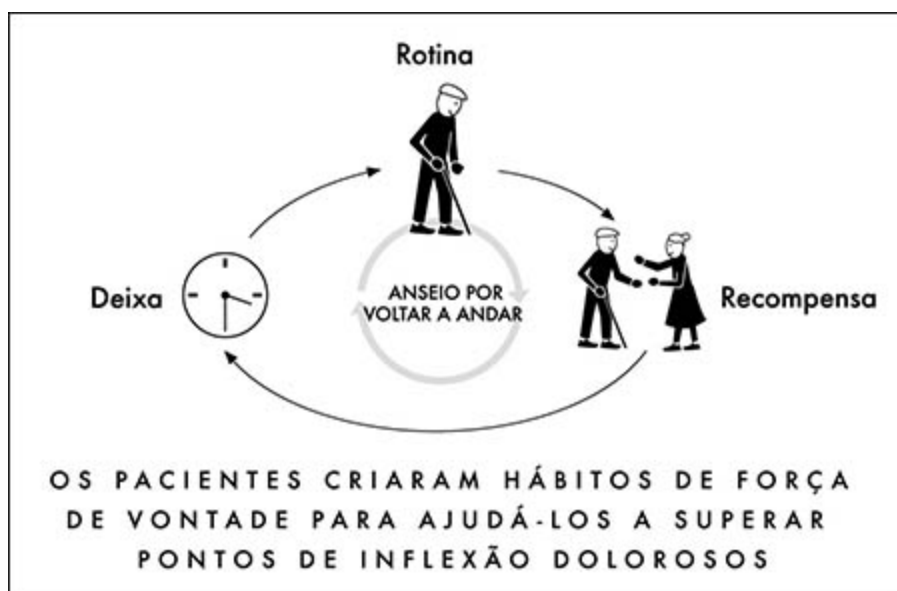 Rotina
Deixa
ANSEIO POR
VOLTAR A ANDAR
Recompensa
OS PACIENTES CRIARAM HÁBITOS DE FORÇA
DE VONTADE PARA AJUDÁ-LOS A SUPERAR
PONTOS DE INFLEXÃO DOLOROSOS